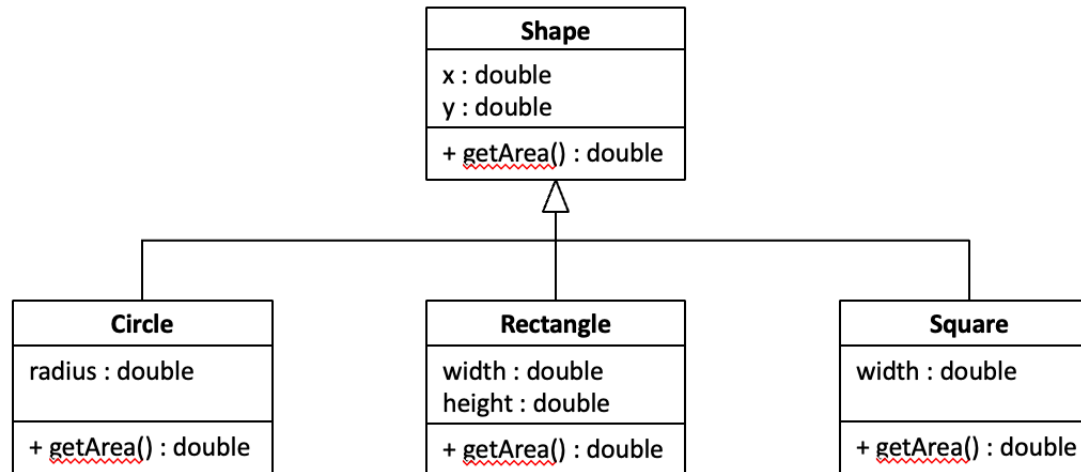 Shape
x : double
y : double
+ getArea() : double
Circle
radius : double
+ getArea() : double
Rectangle
width : double
height : double
+ getArea() : double
Square
width : double
+ getArea() : double